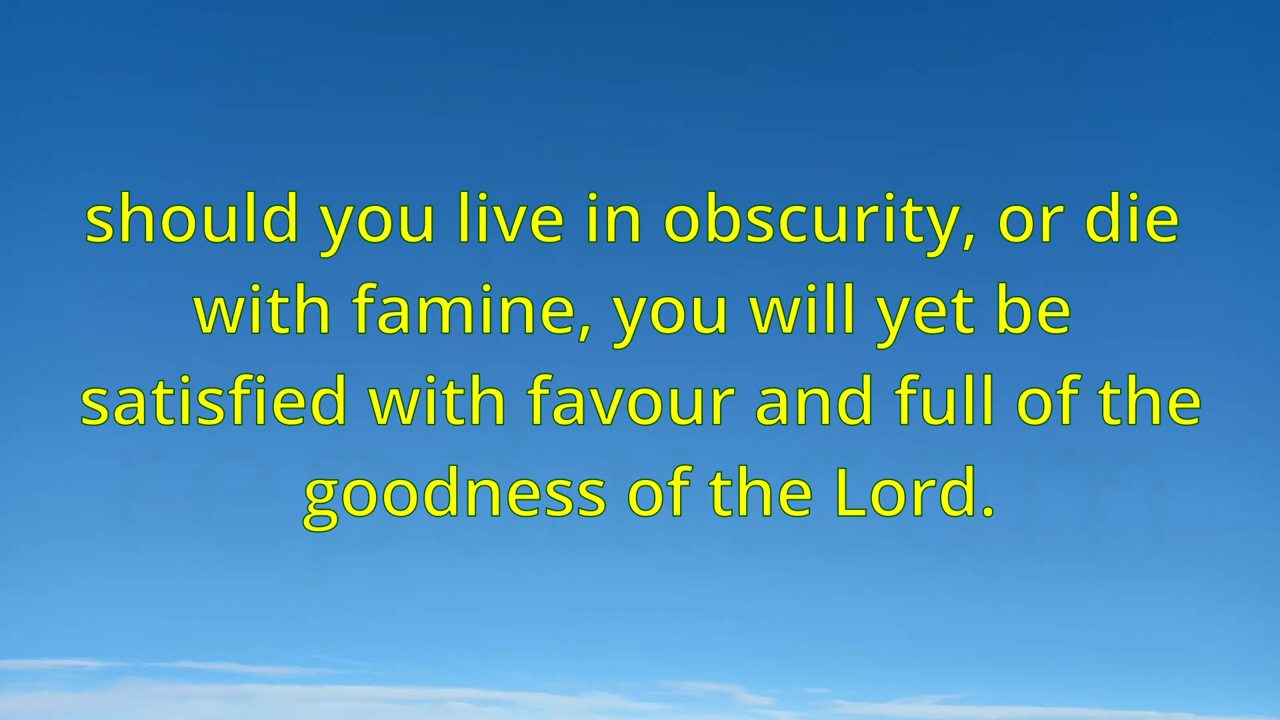 should you live in obscurity, or die
with famine, you will yet be
satisfied with favour and full of the
goodness of the Lord.